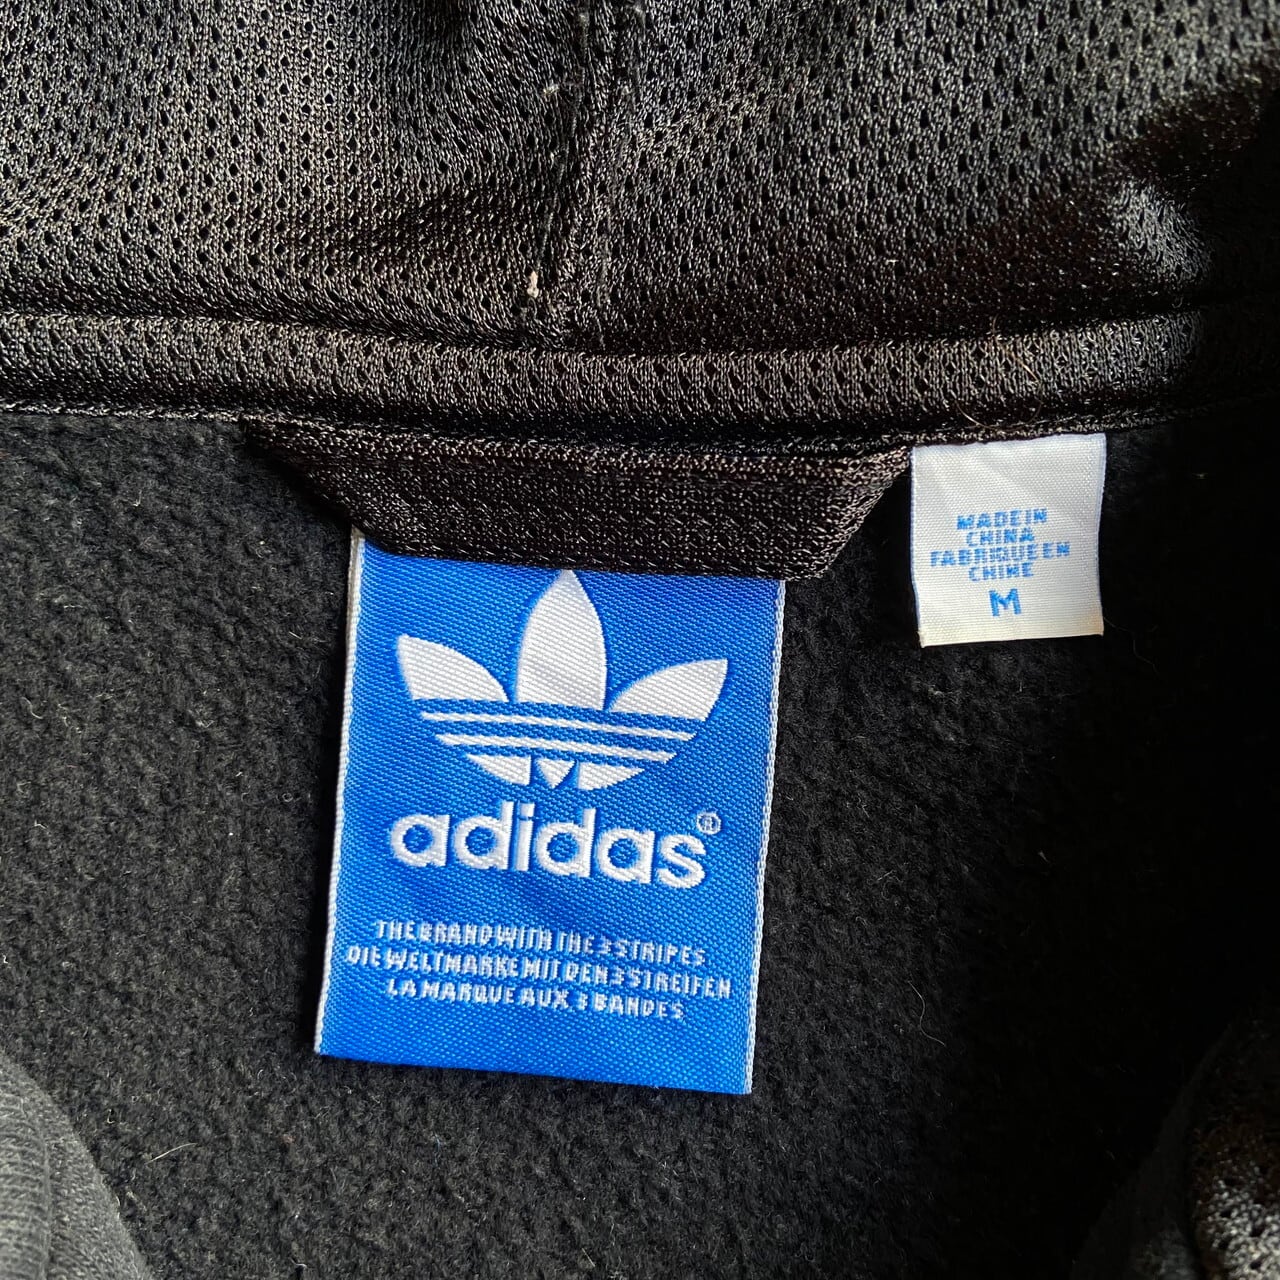 adidas®
THE BRAND WITH THE 3 STRIPES
DIE WELTMARKE MIT DEN 3 STREIFEN
LA MARQUE AUX 3 BANDES
MADE IN
CHINA
FABRIQUE EN
CHINE
M